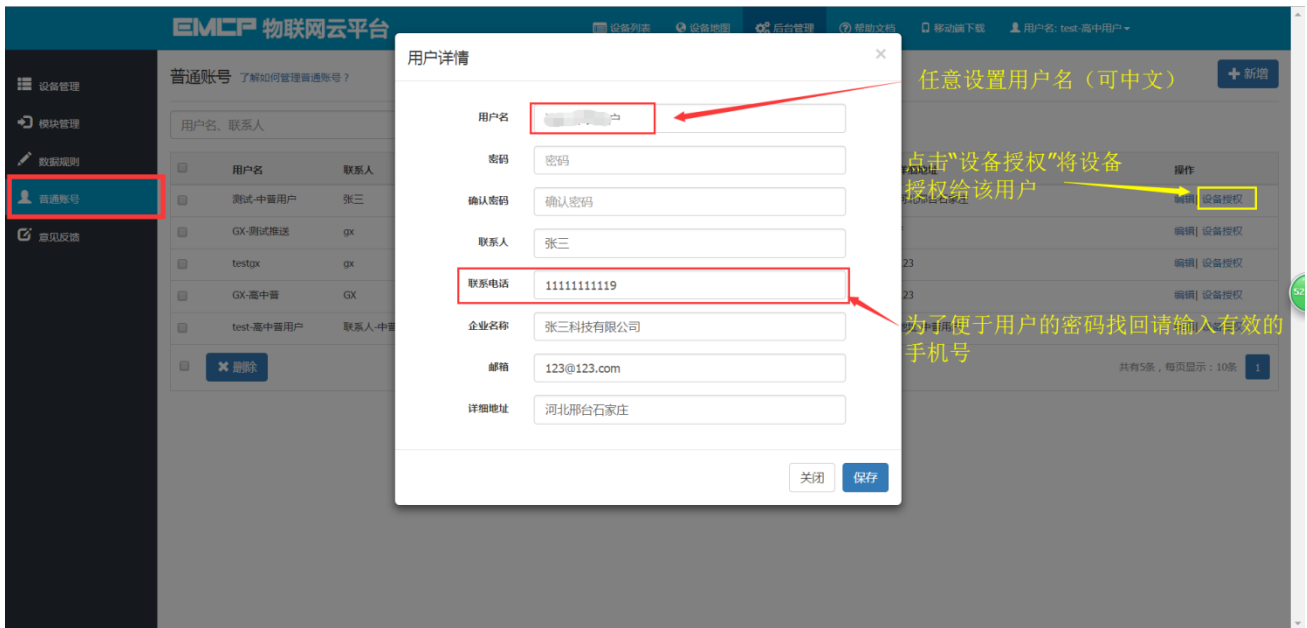 EMCP 物联网云平台
设备列表
设备地图
后台管理
帮助文档
移动端下载
用户名: test-高中用户
设备管理
模块管理
数据规则
普通账号
意见反馈
普通账号 了解如何管理普通账号？
新增
用户名、联系人
用户名 联系人 操作
测试-中普用户 张三 编辑| 设备授权
GX-测试推送 gx 编辑| 设备授权
testgx gx 23 编辑| 设备授权
GX-高中普 GX 23 编辑| 设备授权
test-高中普用户 联系人-中普
删除
共有5条，每页显示：10条 1
用户详情 ×
用户名 户
密码 密码
确认密码 确认密码
联系人 张三
联系电话 11111111119
企业名称 张三科技有限公司
邮箱 123@123.com
详细地址 河北邢台石家庄
关闭 保存
任意设置用户名（可中文）
点击“设备授权”将设备
授权给该用户
为了便于用户的密码找回请输入有效的
手机号
52